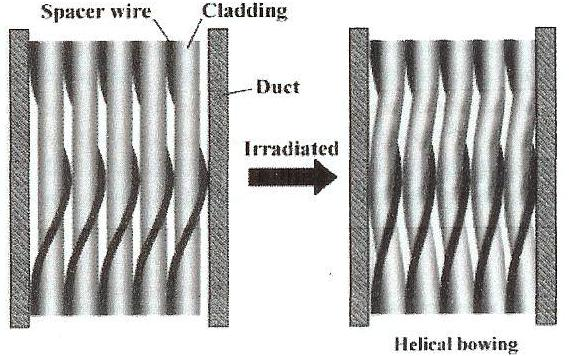 Spacer wire
Cladding
Duct
Irradiated
Helical bowing